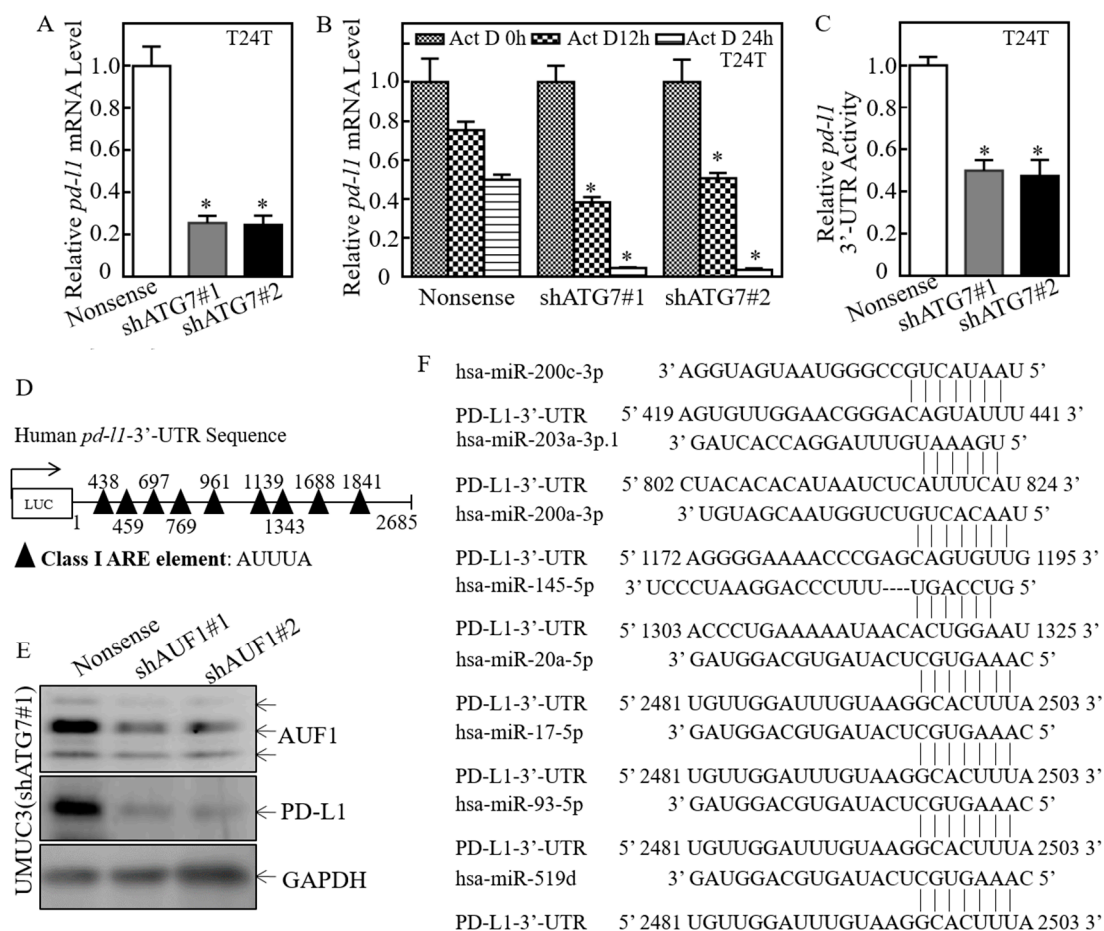 A
Relative pd-l1 mRNA Level
T24T
1.0
0.8
0.6
0.4
0.2
0
Nonsense
shATG7#1
shATG7#2
B
Relative pd-l1 mRNA Level
Act D 0h Act D12h Act D 24h
T24T
1.0
0.8
0.6
0.4
0.2
0
* * * *
Nonsense shATG7#1 shATG7#2
C
Relative pd-l1
3’-UTR Activity
T24T
1.0
0.8
0.6
0.4
0.2
0
* *
Nonsense
shATG7#1
shATG7#2
D
Human pd-l1-3’-UTR Sequence
438 697 961 1139 1688 1841
LUC
1 459 769 1343 2685
Class I ARE element: AUUUA
E
Nonsense
shAUF1#1
shAUF1#2
UMUC3(shATG7#1)
AUF1
PD-L1
GAPDH
F
hsa-miR-200c-3p 3’ AGGUAGUAAUGGGCCGUCAUAAU 5’
PD-L1-3’-UTR 5’ 419 AGUGUUGGAACGGGACAGUAUUU 441 3’
hsa-miR-203a-3p.1 3’ GAUCACCAGGAUUUGUAAAGU 5’
PD-L1-3’-UTR 5’ 802 CUACACACAUAAUCUCAUUUCAU 824 3’
hsa-miR-200a-3p 3’ UGUAGCAAUGGUCUGUCACAAU 5’
PD-L1-3’-UTR 5’ 1172 AGGGGAAAACCCGAGCAGUGUUG 1195 3’
hsa-miR-145-5p 3’ UCCCUAAGGACCCUUU----UGACCUG 5’
PD-L1-3’-UTR 5’ 1303 ACCCUGAAAAAUAACACUGGAAU 1325 3’
hsa-miR-20a-5p 3’ GAUGGACGUGAUACUCGUGAAAC 5’
PD-L1-3’-UTR 5’ 2481 UGUUGGAUUUGUAAGGCACUUUA 2503 3’
hsa-miR-17-5p 3’ GAUGGACGUGAUACUCGUGAAAC 5’
PD-L1-3’-UTR 5’ 2481 UGUUGGAUUUGUAAGGCACUUUA 2503 3’
hsa-miR-93-5p 3’ GAUGGACGUGAUACUCGUGAAAC 5’
PD-L1-3’-UTR 5’ 2481 UGUUGGAUUUGUAAGGCACUUUA 2503 3’
hsa-miR-519d 3’ GAUGGACGUGAUACUCGUGAAAC 5’
PD-L1-3’-UTR 5’ 2481 UGUUGGAUUUGUAAGGCACUUUA 2503 3’